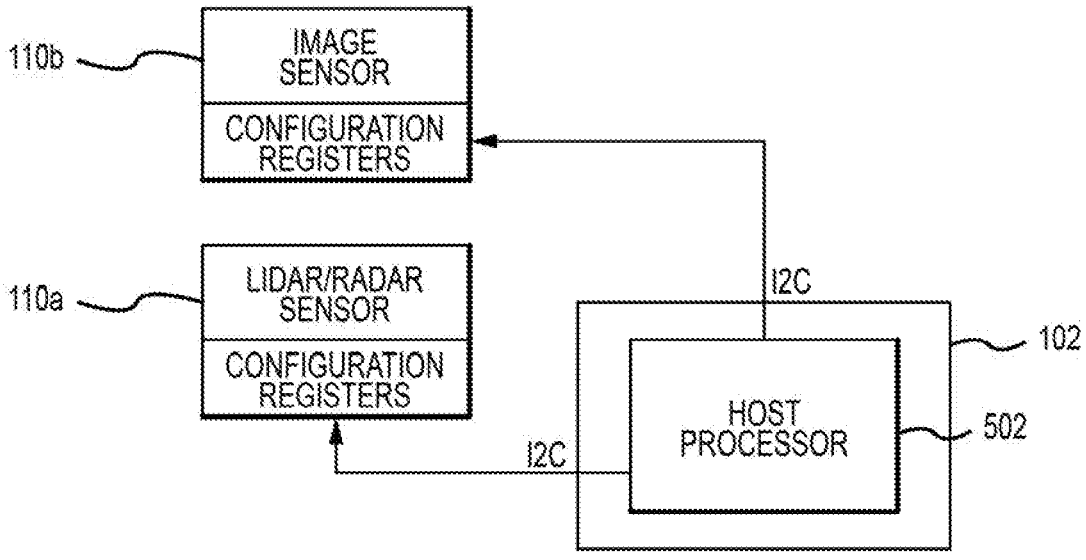 110b
IMAGE
SENSOR
CONFIGURATION
REGISTERS
110a
LIDAR/RADAR
SENSOR
CONFIGURATION
REGISTERS
I2C
I2C
102
HOST
PROCESSOR
502